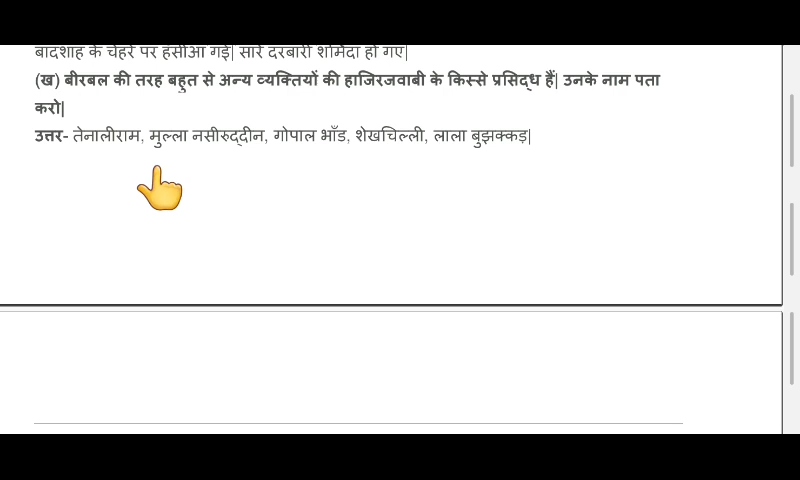 बादशाह के चेहरे पर हंसीआ गई| सारे दरबारी शर्मिंदा हो गए|
(ख) बीरबल की तरह बहुत से अन्य व्यक्तियों की हाजिरजवाबी के किस्से प्रसिद्ध हैं| उनके नाम पता
करो|
उत्तर- तेनालीराम, मुल्ला नसीरुद्दीन, गोपाल भाँड, शेखचिल्ली, लाला बुझक्कड़|